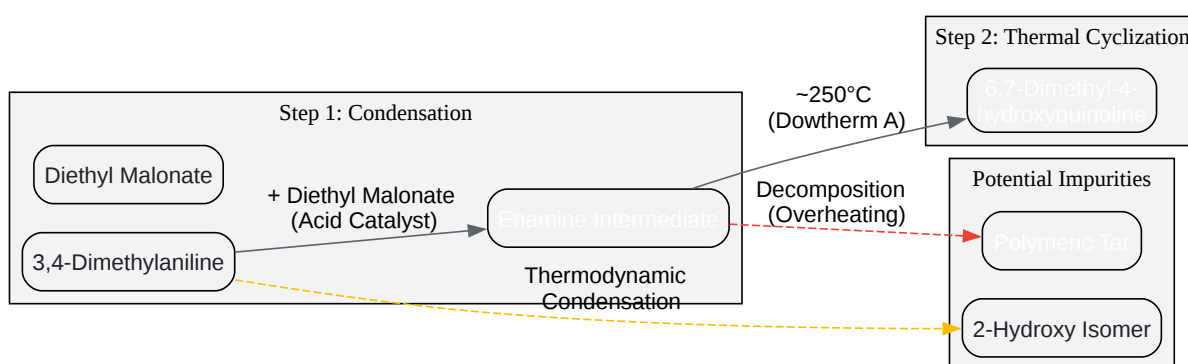 Step 1: Condensation
Diethyl Malonate
3,4-Dimethylaniline
+ Diethyl Malonate
(Acid Catalyst)
Enamine Intermediate
Thermodynamic
Condensation
~250°C
(Dowtherm A)
Decomposition
(Overheating)
Step 2: Thermal Cyclization
6,7-Dimethyl-4-
hydroxyquinoline
Potential Impurities
Polymeric Tar
2-Hydroxy Isomer